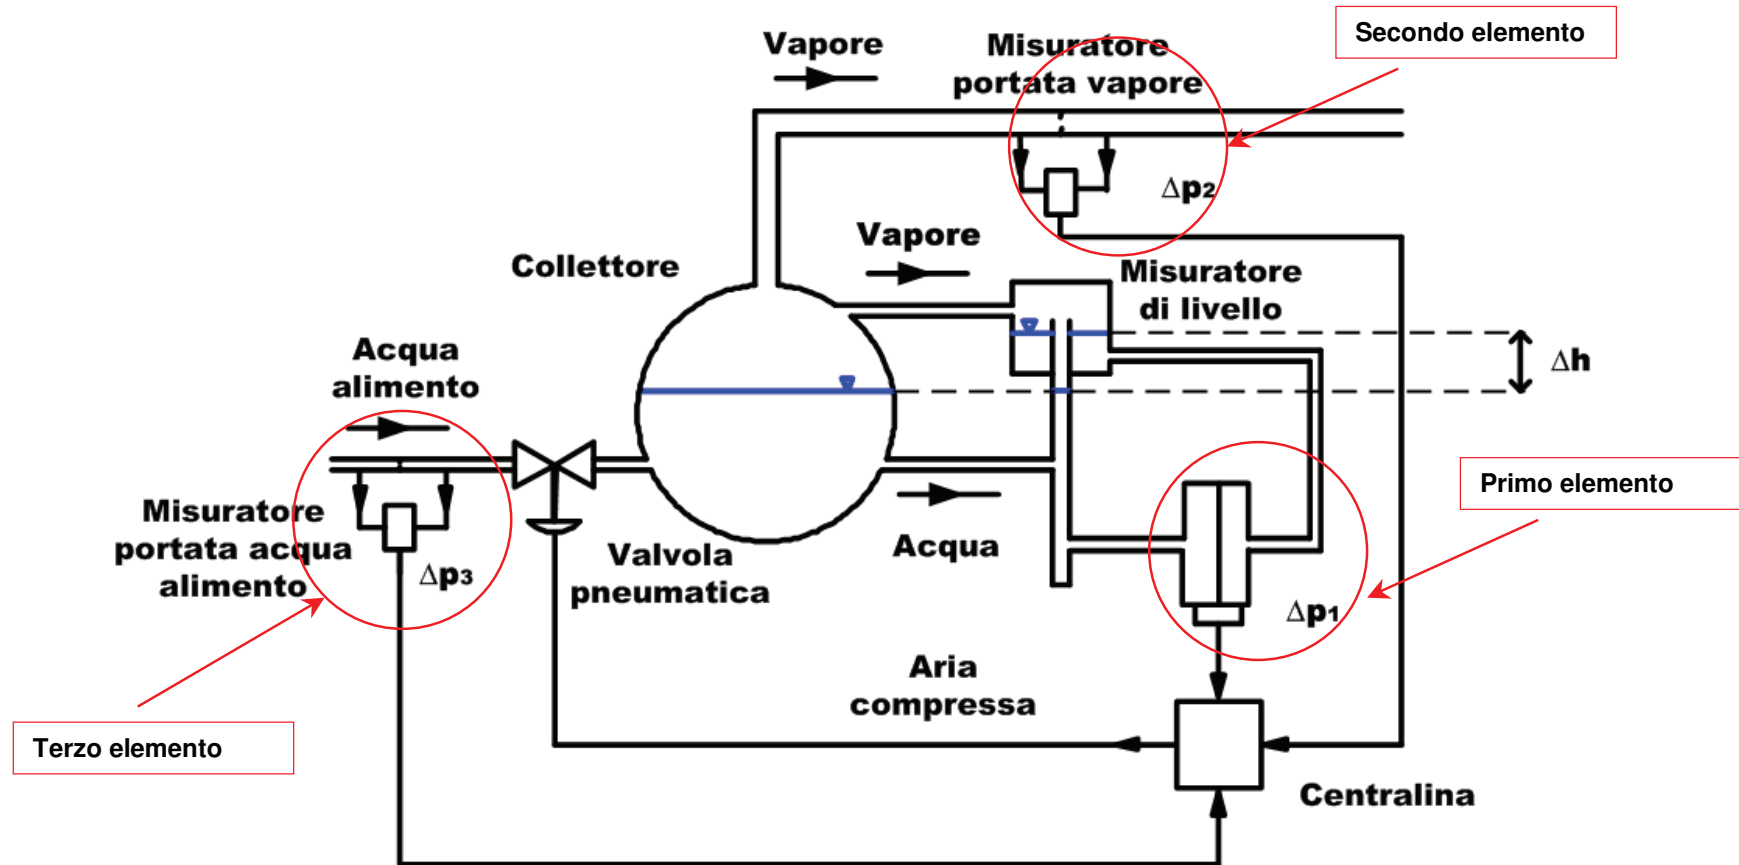 Secondo elemento
Vapore
Misuratore
portata vapore
Δp₂
Vapore
Collettore
Misuratore
di livello
Δh
Acqua
alimento
Primo elemento
Misuratore
portata acqua
alimento
Δp₃
Valvola
pneumatica
Acqua
Δp₁
Aria
compressa
Terzo elemento
Centralina